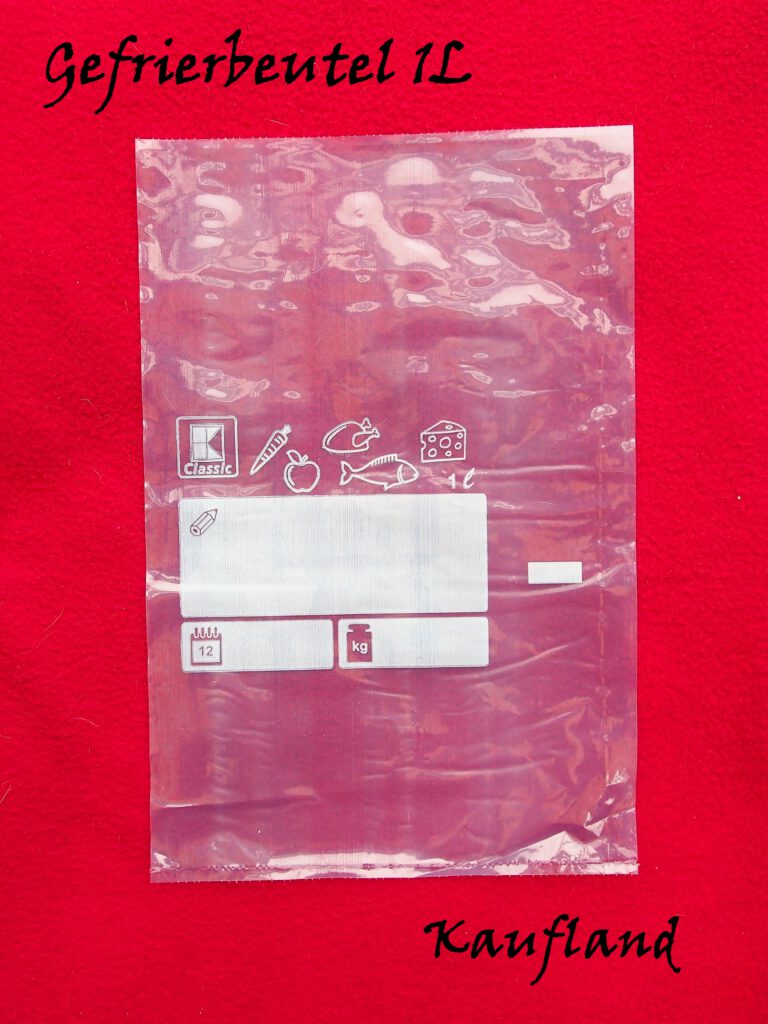 Gefrierbeutel 1L
K
Classic
1 ℓ
12
kg
Kaufland